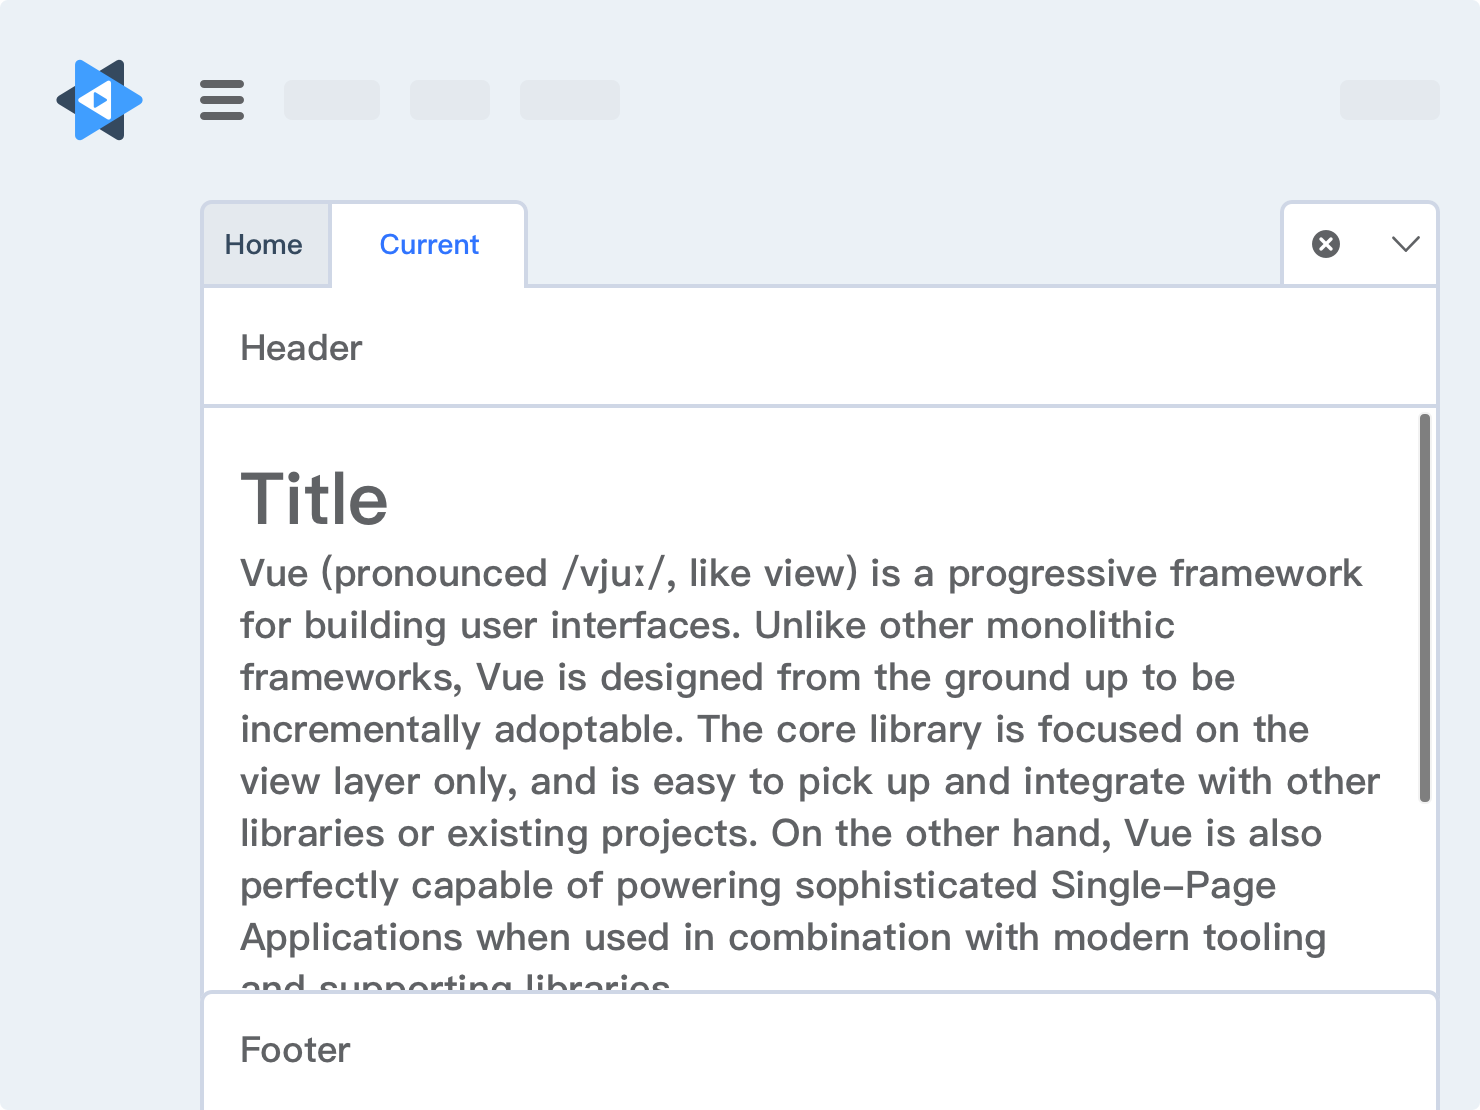 Home
Current
Header
Title
Vue (pronounced /vjuː/, like view) is a progressive framework
for building user interfaces. Unlike other monolithic
frameworks, Vue is designed from the ground up to be
incrementally adoptable. The core library is focused on the
view layer only, and is easy to pick up and integrate with other
libraries or existing projects. On the other hand, Vue is also
perfectly capable of powering sophisticated Single–Page
Applications when used in combination with modern tooling
and supporting libraries.
Footer